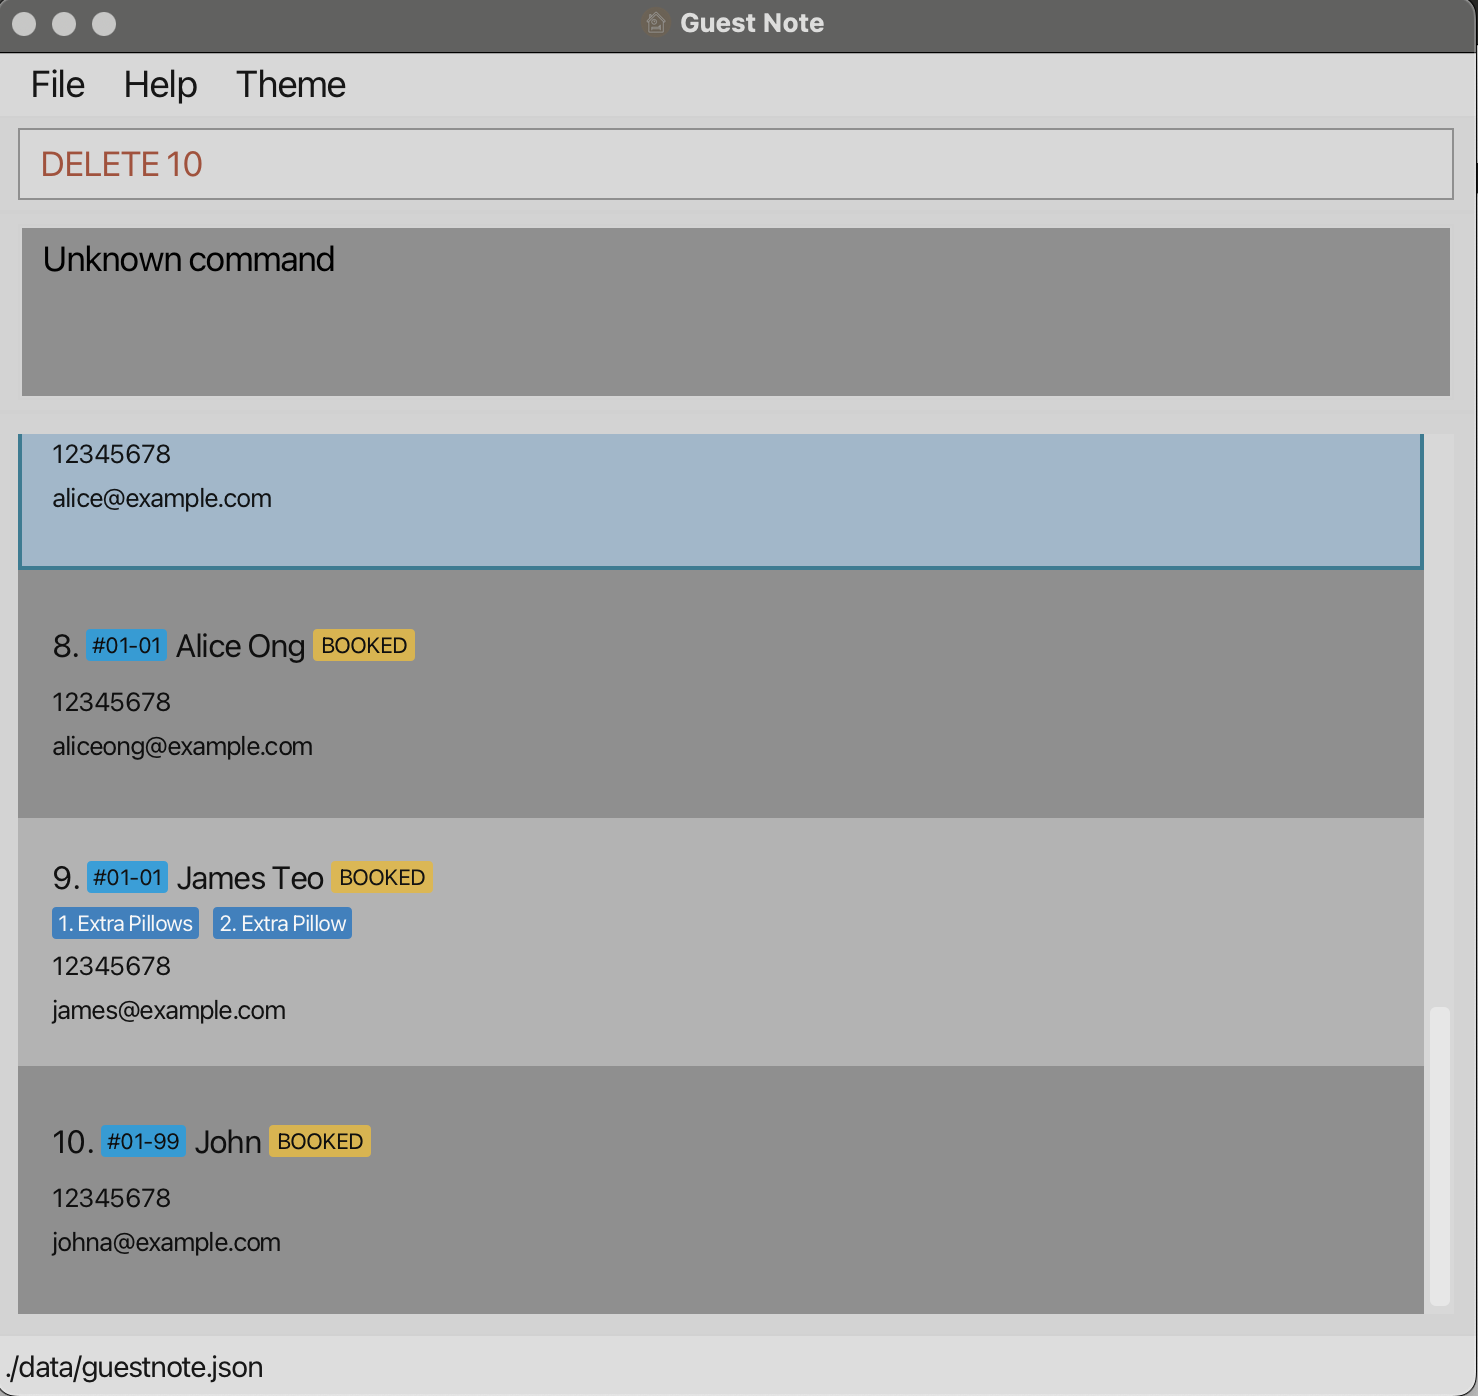 Guest Note
File Help Theme
DELETE 10
Unknown command
12345678
alice@example.com
8. #01-01 Alice Ong BOOKED
12345678
aliceong@example.com
9. #01-01 James Teo BOOKED
1. Extra Pillows 2. Extra Pillow
12345678
james@example.com
10. #01-99 John BOOKED
12345678
johna@example.com
./data/guestnote.json